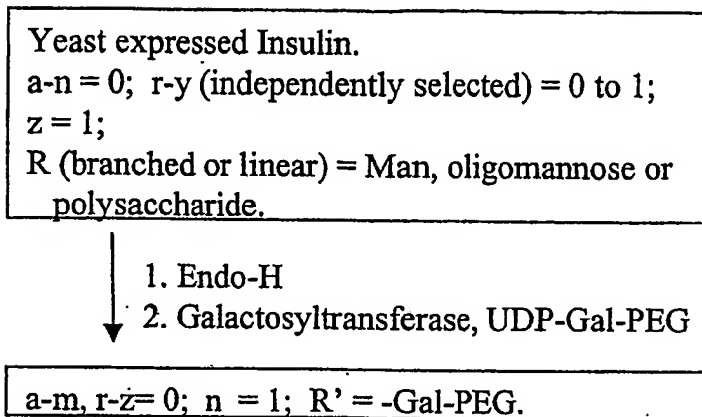 Yeast expressed Insulin.
a-n = 0; r-y (independently selected) = 0 to 1;
z = 1;
R (branched or linear) = Man, oligomannose or
polysaccharide.
1. Endo-H
2. Galactosyltransferase, UDP-Gal-PEG
a-m, r-z= 0; n = 1; R' = -Gal-PEG.